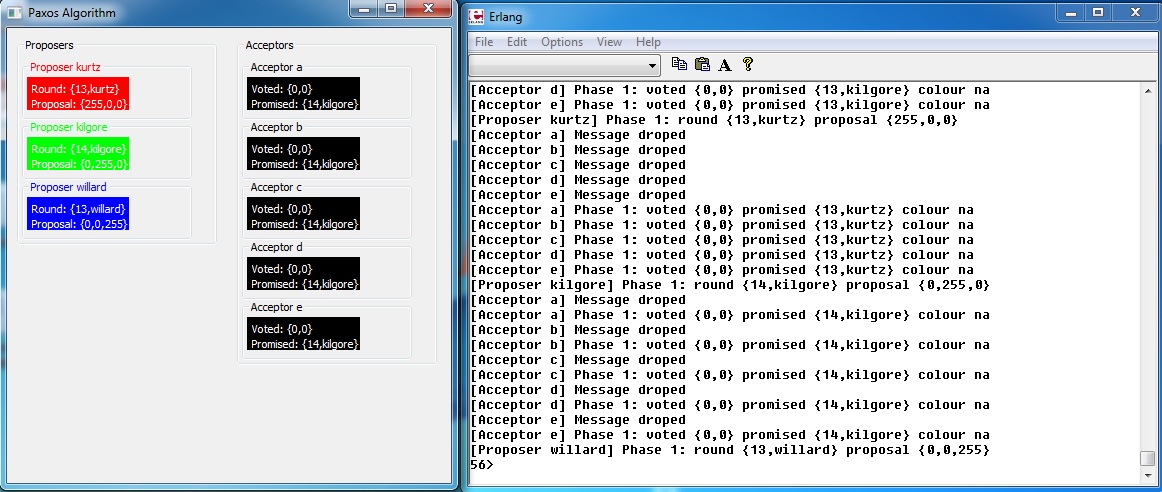 Paxos Algorithm
Proposers
Proposer kurtz
Round: {13,kurtz}
Proposal: {255,0,0}
Proposer kilgore
Round: {14,kilgore}
Proposal: {0,255,0}
Proposer willard
Round: {13,willard}
Proposal: {0,0,255}
Acceptors
Acceptor a
Voted: {0,0}
Promised: {14,kilgore}
Acceptor b
Voted: {0,0}
Promised: {14,kilgore}
Acceptor c
Voted: {0,0}
Promised: {14,kilgore}
Acceptor d
Voted: {0,0}
Promised: {14,kilgore}
Acceptor e
Voted: {0,0}
Promised: {14,kilgore}
ERLANG
Erlang
File Edit Options View Help
[Acceptor d] Phase 1: voted {0,0} promised {13,kilgore} colour na
[Acceptor e] Phase 1: voted {0,0} promised {13,kilgore} colour na
[Proposer kurtz] Phase 1: round {13,kurtz} proposal {255,0,0}
[Acceptor a] Message droped
[Acceptor b] Message droped
[Acceptor c] Message droped
[Acceptor d] Message droped
[Acceptor e] Message droped
[Acceptor a] Phase 1: voted {0,0} promised {13,kurtz} colour na
[Acceptor b] Phase 1: voted {0,0} promised {13,kurtz} colour na
[Acceptor c] Phase 1: voted {0,0} promised {13,kurtz} colour na
[Acceptor d] Phase 1: voted {0,0} promised {13,kurtz} colour na
[Acceptor e] Phase 1: voted {0,0} promised {13,kurtz} colour na
[Proposer kilgore] Phase 1: round {14,kilgore} proposal {0,255,0}
[Acceptor a] Message droped
[Acceptor a] Phase 1: voted {0,0} promised {14,kilgore} colour na
[Acceptor b] Message droped
[Acceptor b] Phase 1: voted {0,0} promised {14,kilgore} colour na
[Acceptor c] Message droped
[Acceptor c] Phase 1: voted {0,0} promised {14,kilgore} colour na
[Acceptor d] Message droped
[Acceptor d] Phase 1: voted {0,0} promised {14,kilgore} colour na
[Acceptor e] Message droped
[Acceptor e] Phase 1: voted {0,0} promised {14,kilgore} colour na
[Proposer willard] Phase 1: round {13,willard} proposal {0,0,255}
56>